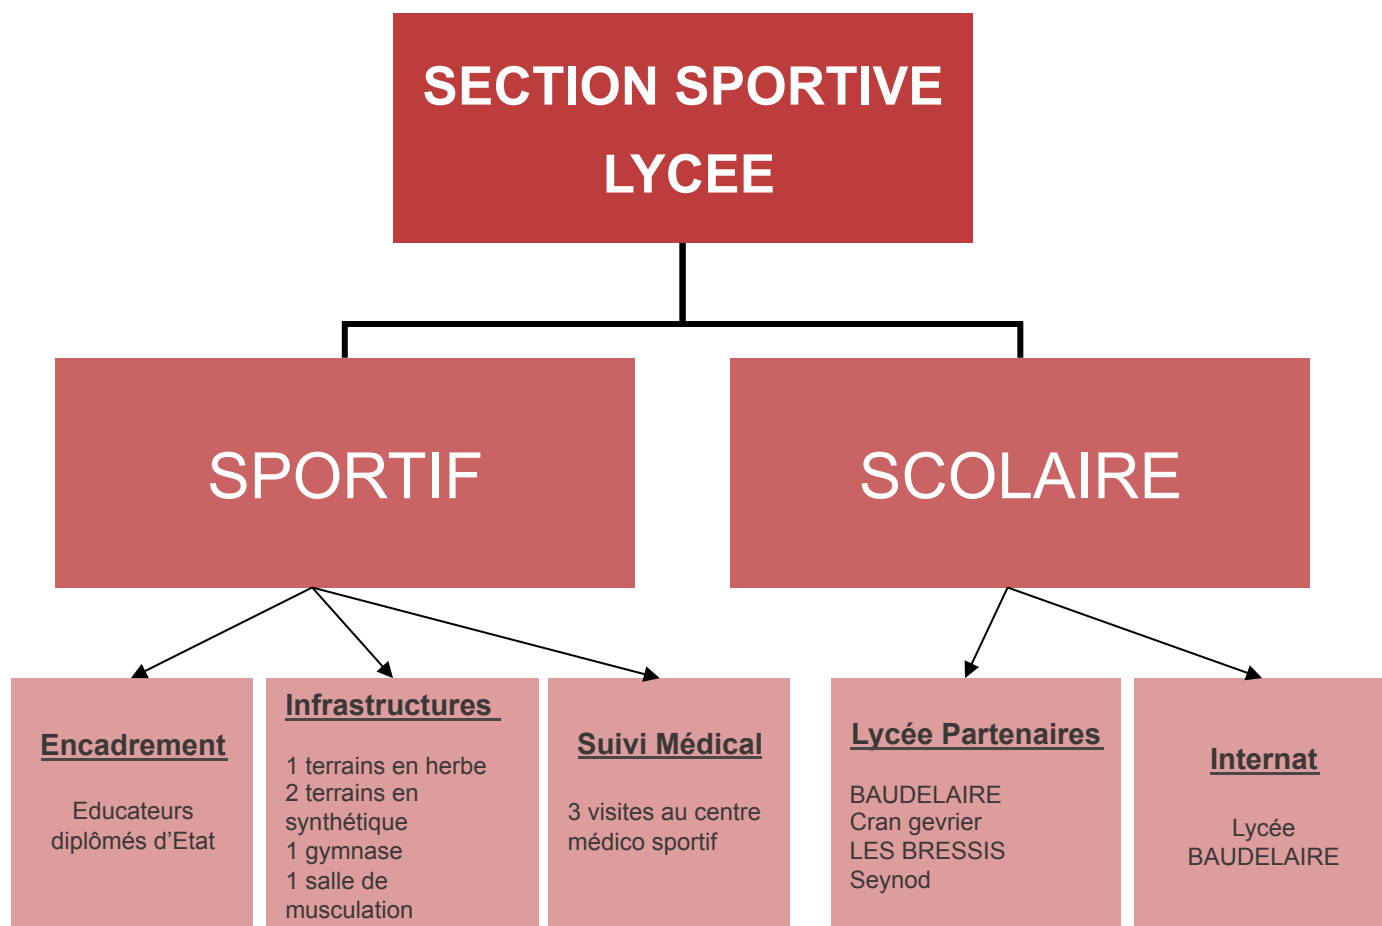 SECTION SPORTIVE
LYCEE
SPORTIF
SCOLAIRE
Encadrement
Educateurs
diplômés d’Etat
Infrastructures
1 terrains en herbe
2 terrains en
synthétique
1 gymnase
1 salle de
musculation
Suivi Médical
3 visites au centre
médico sportif
Lycée Partenaires
BAUDELAIRE
Cran gevrier
LES BRESSIS
Seynod
Internat
Lycée
BAUDELAIRE